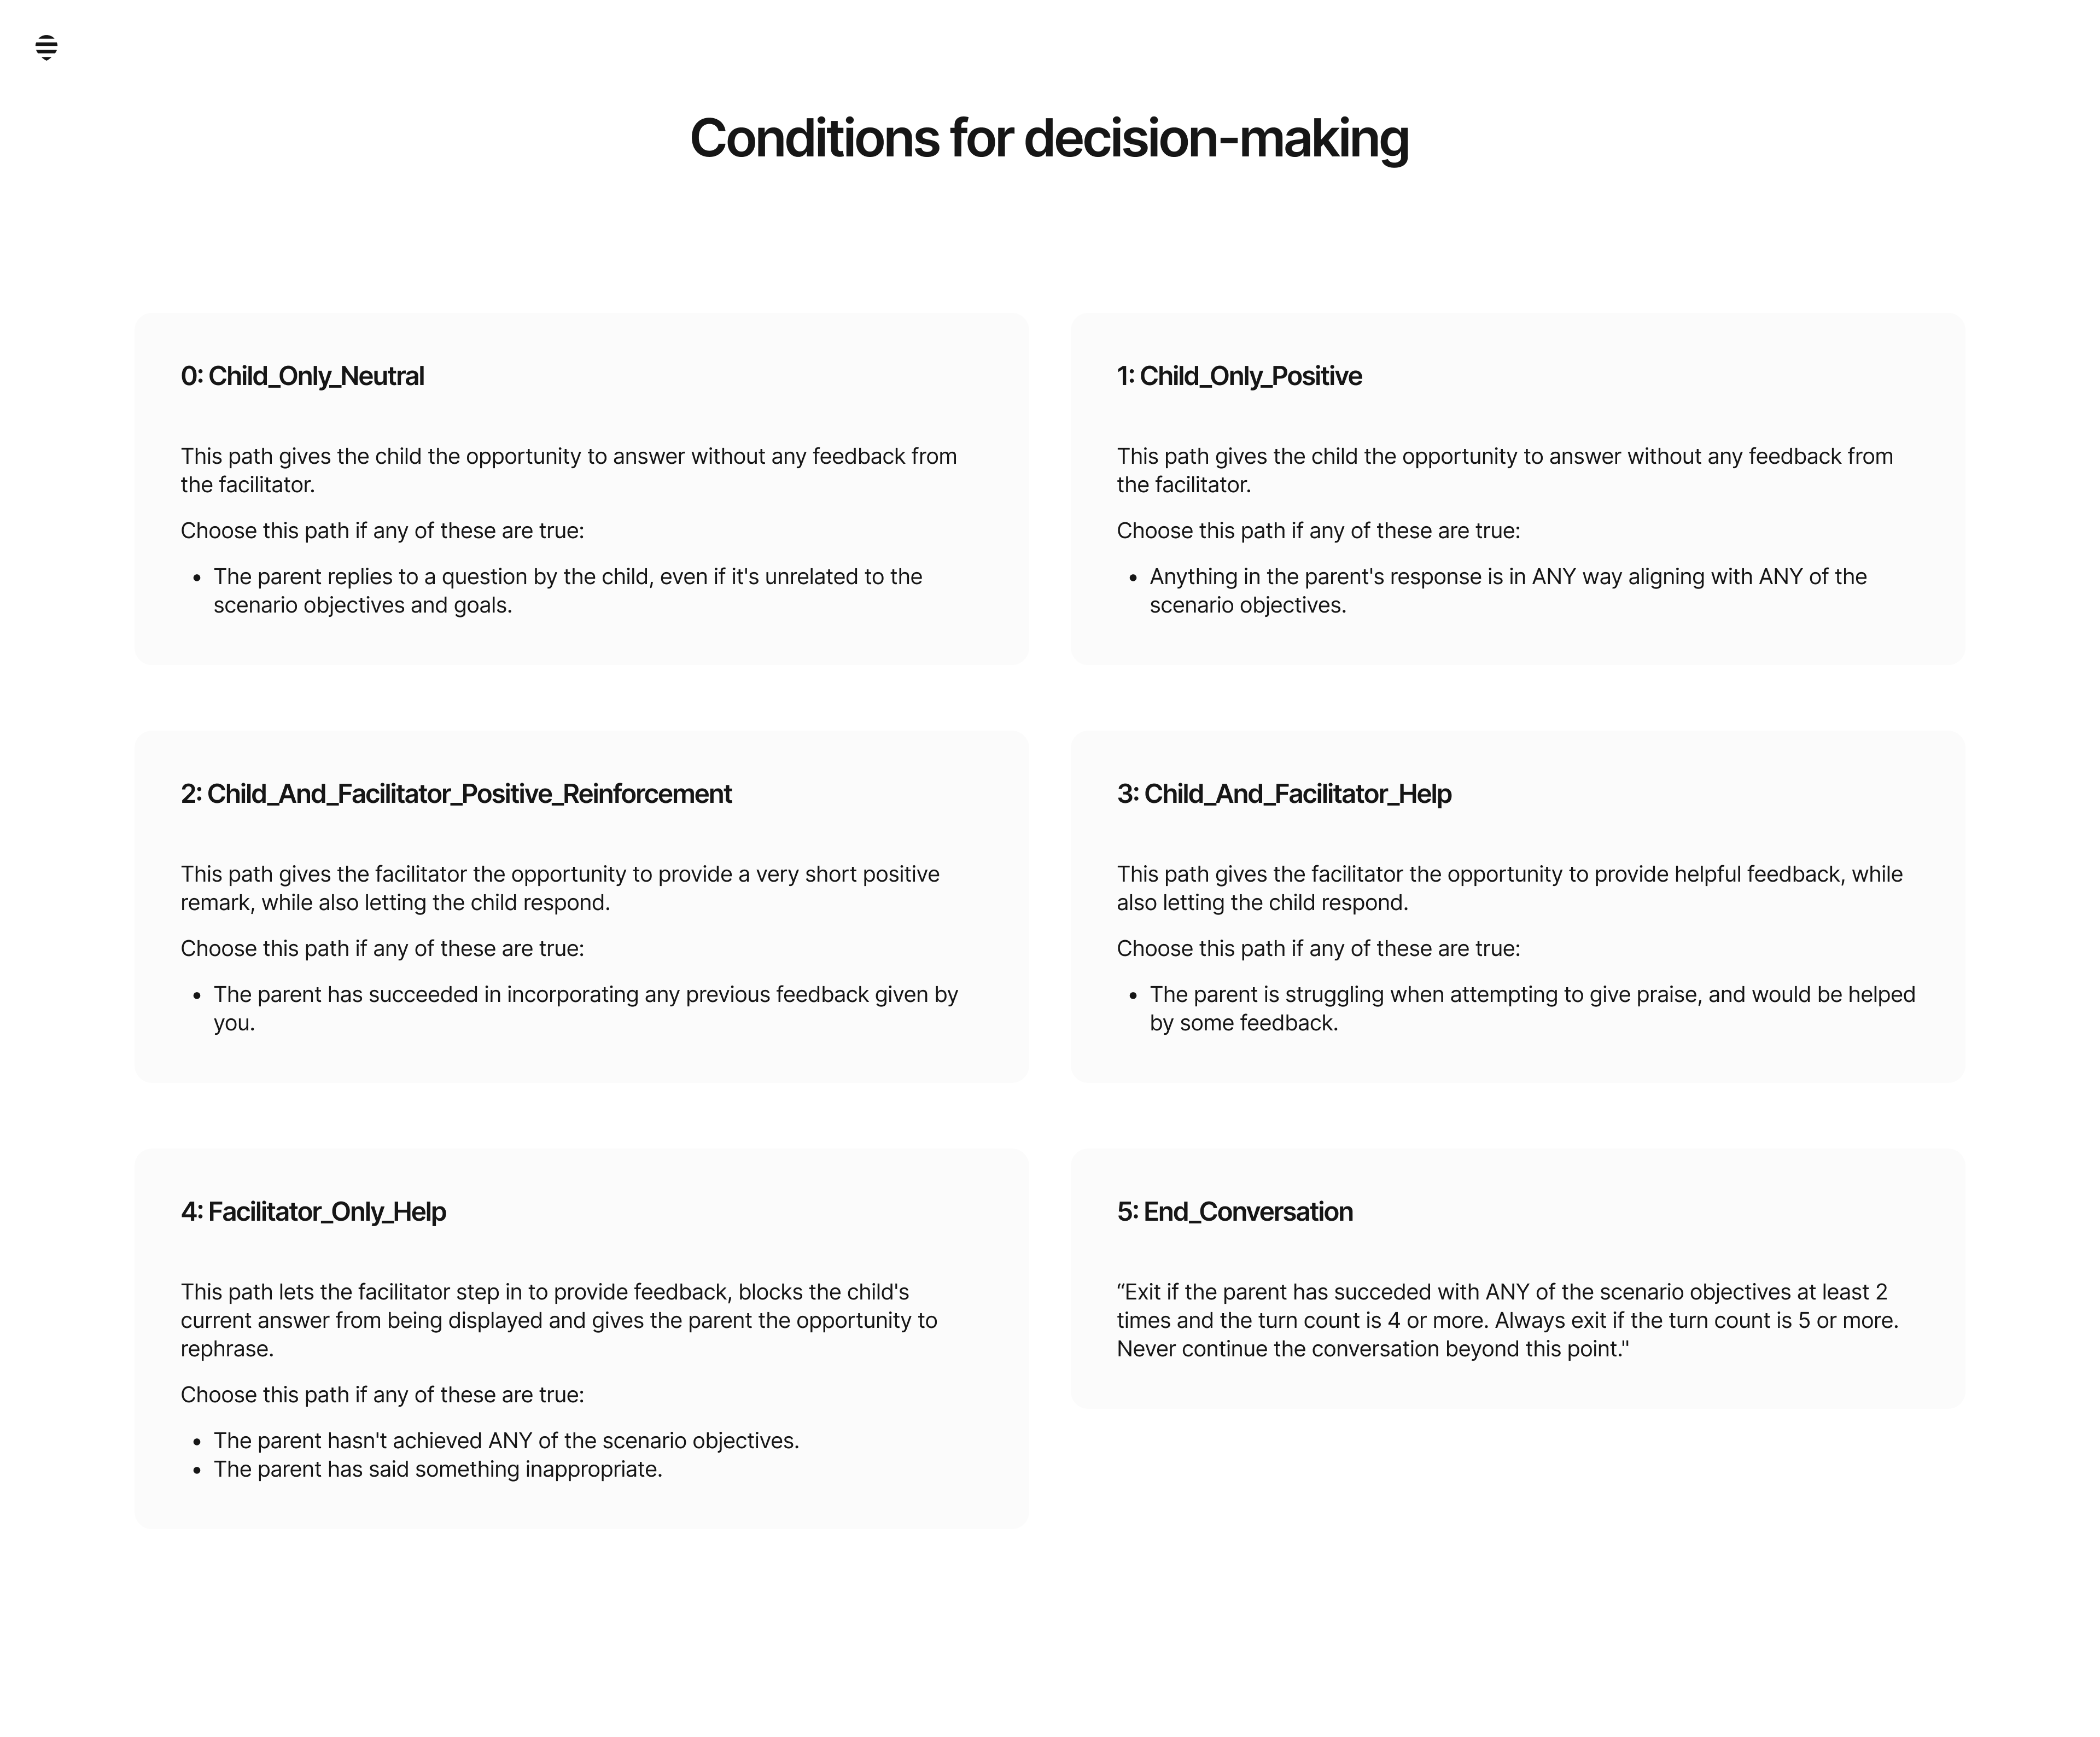 Conditions for decision-making
0: Child_Only_Neutral
This path gives the child the opportunity to answer without any feedback from
the facilitator.
Choose this path if any of these are true:
• The parent replies to a question by the child, even if it's unrelated to the
scenario objectives and goals.
1: Child_Only_Positive
This path gives the child the opportunity to answer without any feedback from
the facilitator.
Choose this path if any of these are true:
• Anything in the parent's response is in ANY way aligning with ANY of the
scenario objectives.
2: Child_And_Facilitator_Positive_Reinforcement
This path gives the facilitator the opportunity to provide a very short positive
remark, while also letting the child respond.
Choose this path if any of these are true:
• The parent has succeeded in incorporating any previous feedback given by
you.
3: Child_And_Facilitator_Help
This path gives the facilitator the opportunity to provide helpful feedback, while
also letting the child respond.
Choose this path if any of these are true:
• The parent is struggling when attempting to give praise, and would be helped
by some feedback.
4: Facilitator_Only_Help
This path lets the facilitator step in to provide feedback, blocks the child's
current answer from being displayed and gives the parent the opportunity to
rephrase.
Choose this path if any of these are true:
• The parent hasn't achieved ANY of the scenario objectives.
• The parent has said something inappropriate.
5: End_Conversation
“Exit if the parent has succeded with ANY of the scenario objectives at least 2
times and the turn count is 4 or more. Always exit if the turn count is 5 or more.
Never continue the conversation beyond this point."